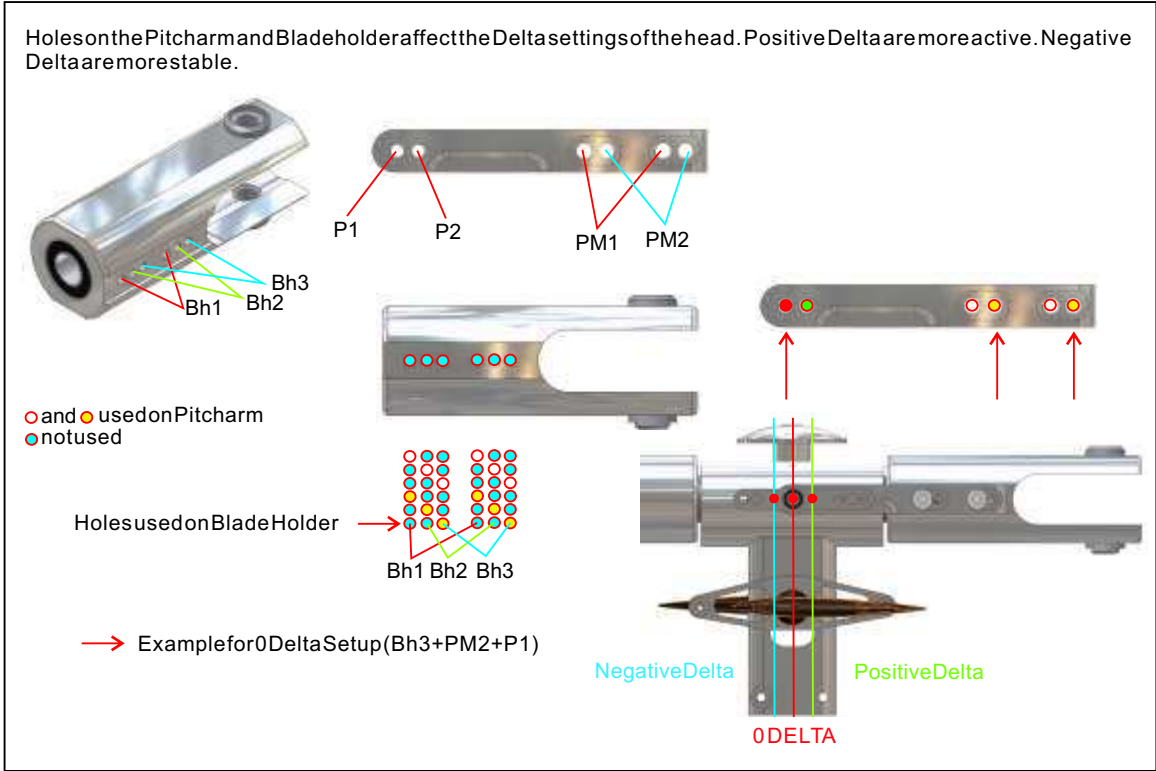 HolesonthePitcharmandBladeholderaffecttheDeltasettingsofthehead.PositiveDeltaaremoreactive.Negative
Deltaaremorestable.
P1
P2
PM1
PM2
Bh3
Bh2
Bh1
and usedonPitcharm
notused
HolesusedonBladeHolder
Bh1 Bh2 Bh3
Examplefor0DeltaSetup(Bh3+PM2+P1)
NegativeDelta
PositiveDelta
0DELTA